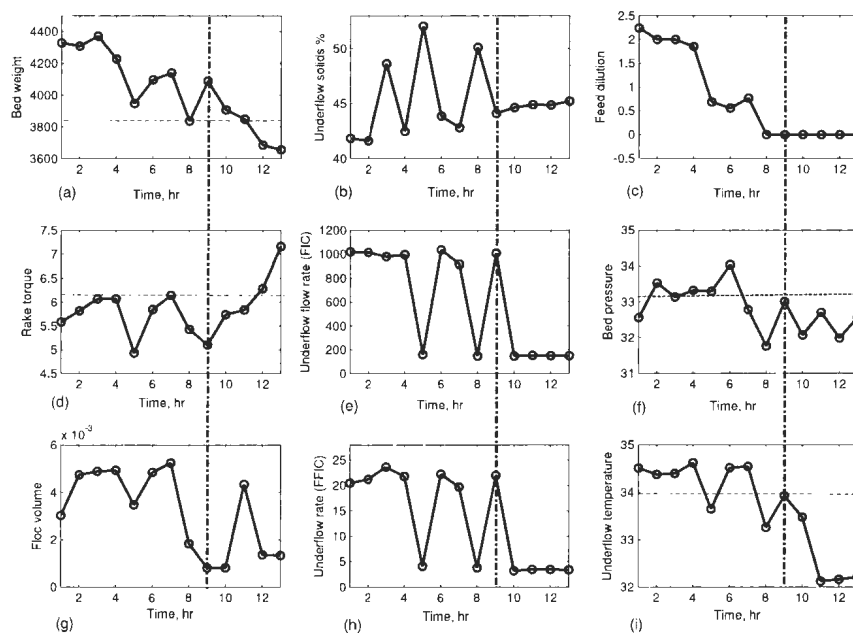 4400
4200
4000
3800
3600
Bed weight
2 4 6 8 10 12
Time, hr
(a)
50
45
40
Underflow solids %
2 4 6 8 10 12
Time, hr
(b)
2.5
2
1.5
1
0.5
0
-0.5
Feed dilution
2 4 6 8 10 12
Time, hr
(c)
7.5
7
6.5
6
5.5
5
4.5
Rake torque
2 4 6 8 10 12
Time, hr
(d)
1200
1000
800
600
400
200
0
Underflow flow rate (FIC)
2 4 6 8 10 12
Time, hr
(e)
35
34
33
32
31
Bed pressure
2 4 6 8 10 12
Time, hr
(f)
x 10-3
6
4
2
0
Floc volume
2 4 6 8 10 12
Time, hr
(g)
25
20
15
10
5
0
Underflow rate (FFIC)
2 4 6 8 10 12
Time, hr
(h)
35
34
33
32
Underflow temperature
2 4 6 8 10 12
Time, hr
(i)